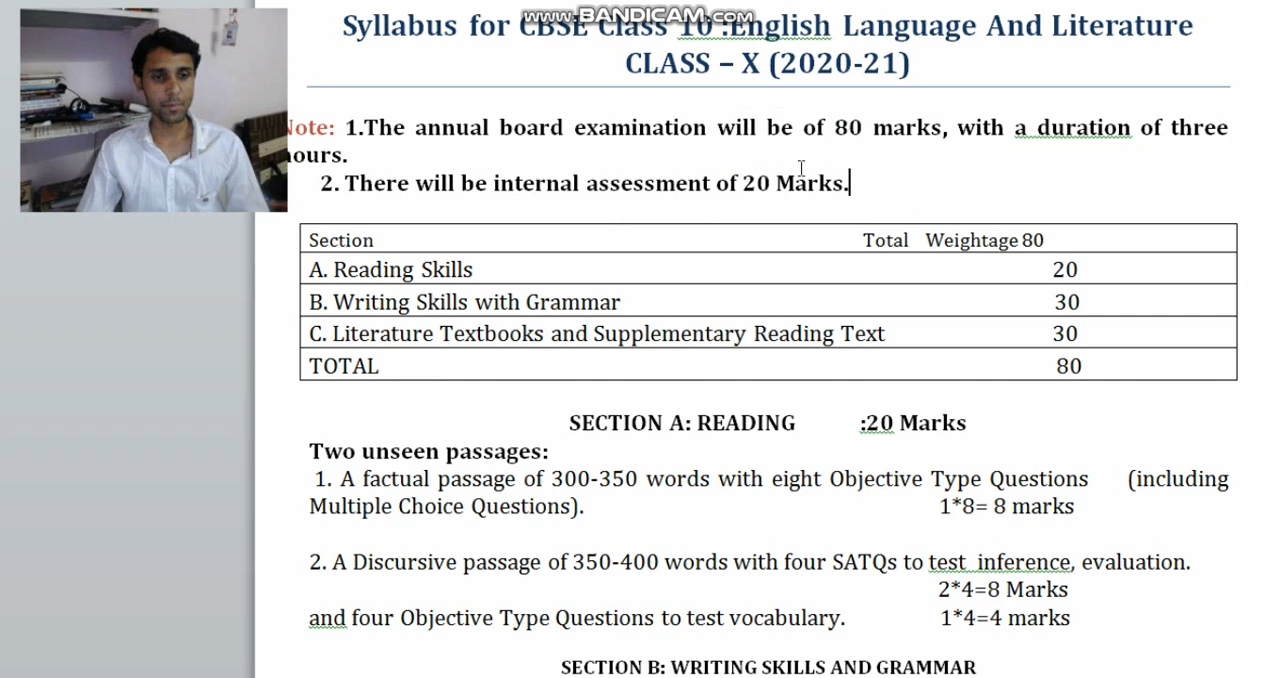 www.BANDICAM.com
Syllabus for CBSE Class 10 :English Language And Literature
CLASS – X (2020-21)
Note: 1.The annual board examination will be of 80 marks, with a duration of three
hours.
2. There will be internal assessment of 20 Marks.
Section Total Weightage 80
A. Reading Skills 20
B. Writing Skills with Grammar 30
C. Literature Textbooks and Supplementary Reading Text 30
TOTAL 80
SECTION A: READING :20 Marks
Two unseen passages:
1. A factual passage of 300-350 words with eight Objective Type Questions (including
Multiple Choice Questions). 1*8= 8 marks
2. A Discursive passage of 350-400 words with four SATQs to test inference, evaluation.
2*4=8 Marks
and four Objective Type Questions to test vocabulary. 1*4=4 marks
SECTION B: WRITING SKILLS AND GRAMMAR